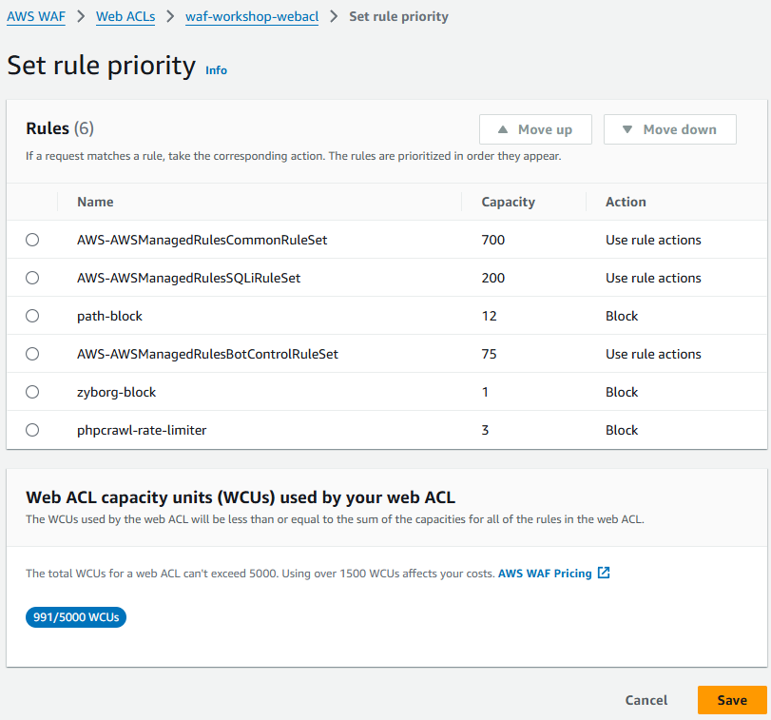 AWS WAF > Web ACLs > waf-workshop-webacl > Set rule priority
Set rule priority Info
Rules (6) ▲ Move up ▼ Move down
If a request matches a rule, take the corresponding action. The rules are prioritized in order they appear.
Name Capacity Action
AWS-AWSManagedRulesCommonRuleSet 700 Use rule actions
AWS-AWSManagedRulesSQLiRuleSet 200 Use rule actions
path-block 12 Block
AWS-AWSManagedRulesBotControlRuleSet 75 Use rule actions
zyborg-block 1 Block
phpcrawl-rate-limiter 3 Block
Web ACL capacity units (WCUs) used by your web ACL
The WCUs used by the web ACL will be less than or equal to the sum of the capacities for all of the rules in the web ACL.
The total WCUs for a web ACL can't exceed 5000. Using over 1500 WCUs affects your costs. AWS WAF Pricing
991/5000 WCUs
Cancel Save